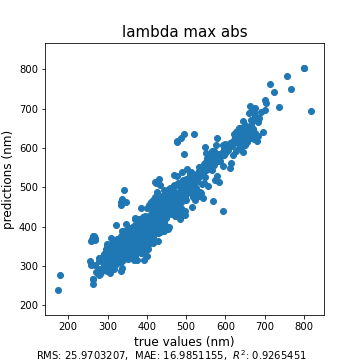 lambda max abs
predictions (nm)
800
700
600
500
400
300
200
200 300 400 500 600 700 800
true values (nm)
RMS: 25.9703207, MAE: 16.9851155, R²: 0.9265451